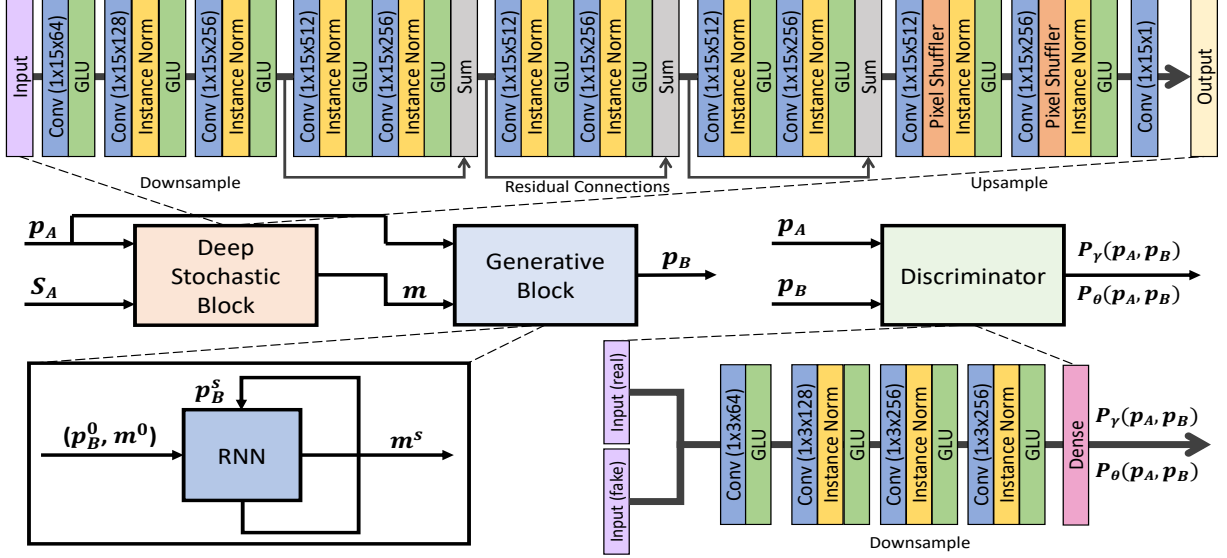 Input
Conv (1x15x64)
GLU
Conv (1x15x128)
Instance Norm
GLU
Conv (1x15x256)
Instance Norm
GLU
Conv (1x15x512)
Instance Norm
GLU
Conv (1x15x256)
Instance Norm
GLU
Sum
Conv (1x15x512)
Instance Norm
GLU
Conv (1x15x256)
Instance Norm
GLU
Sum
Conv (1x15x512)
Instance Norm
GLU
Conv (1x15x256)
Instance Norm
GLU
Sum
Conv (1x15x512)
Pixel Shuffler
Instance Norm
GLU
Conv (1x15x256)
Pixel Shuffler
Instance Norm
GLU
Conv (1x15x1)
Output
Downsample
Residual Connections
Upsample
p_A
S_A
Deep
Stochastic
Block
m
Generative
Block
p_B
p_A
p_B
Discriminator
P_γ(p_A, p_B)
P_θ(p_A, p_B)
p_B^s
(p_B^0, m^0)
RNN
m^s
Input (real)
Input (fake)
Conv (1x3x64)
GLU
Conv (1x3x128)
Instance Norm
GLU
Conv (1x3x256)
Instance Norm
GLU
Conv (1x3x256)
Instance Norm
GLU
Dense
P_γ(p_A, p_B)
P_θ(p_A, p_B)
Downsample